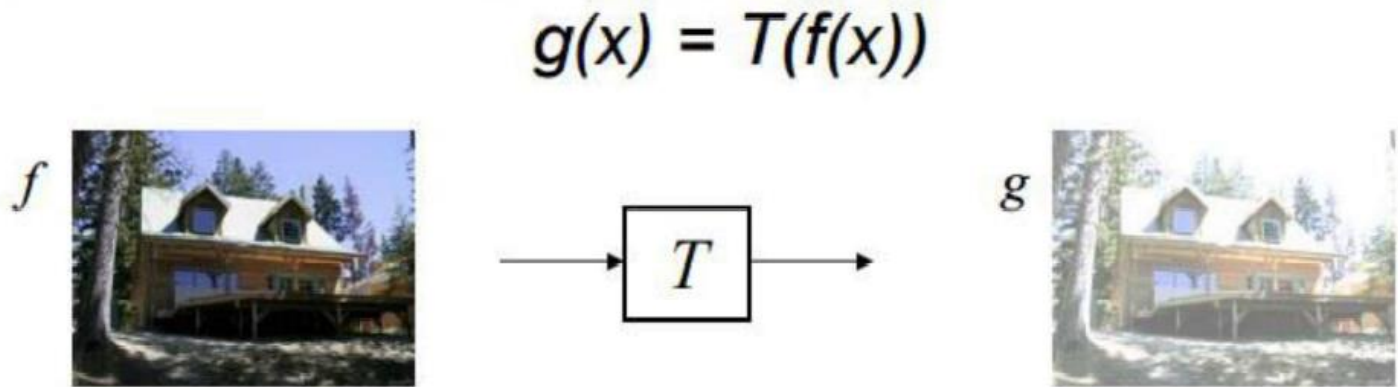 g(x) = T(f(x))
f
T
g